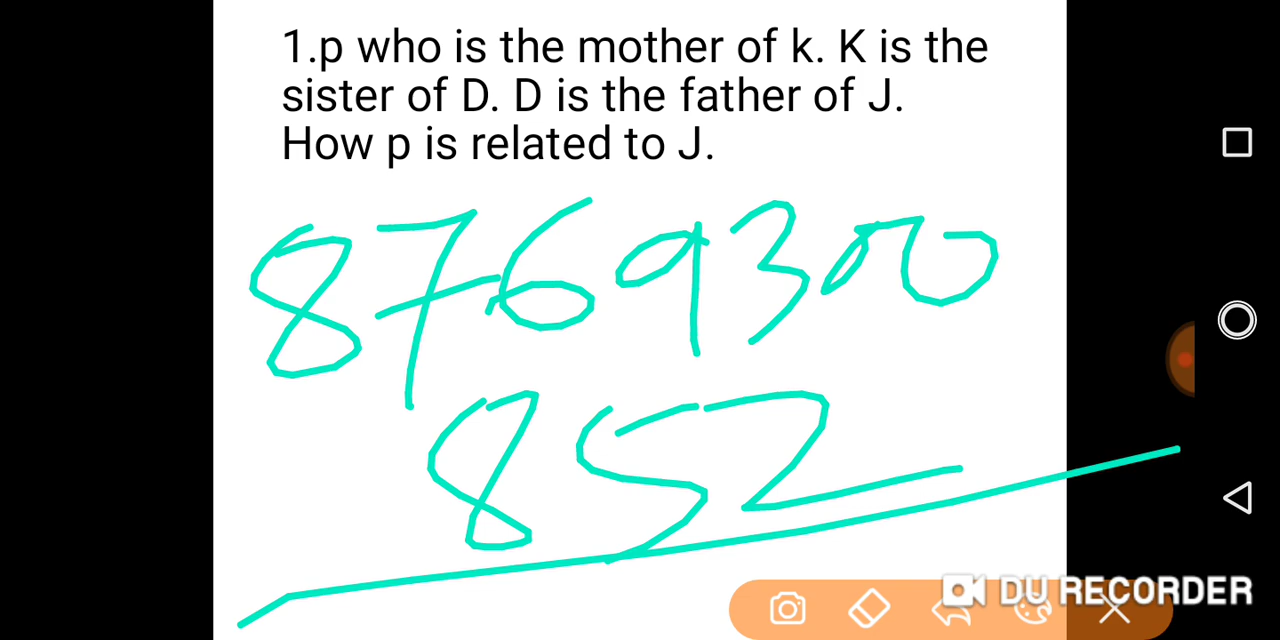 1.p who is the mother of k. K is the
sister of D. D is the father of J.
How p is related to J.
8769300
852
DU RECORDER